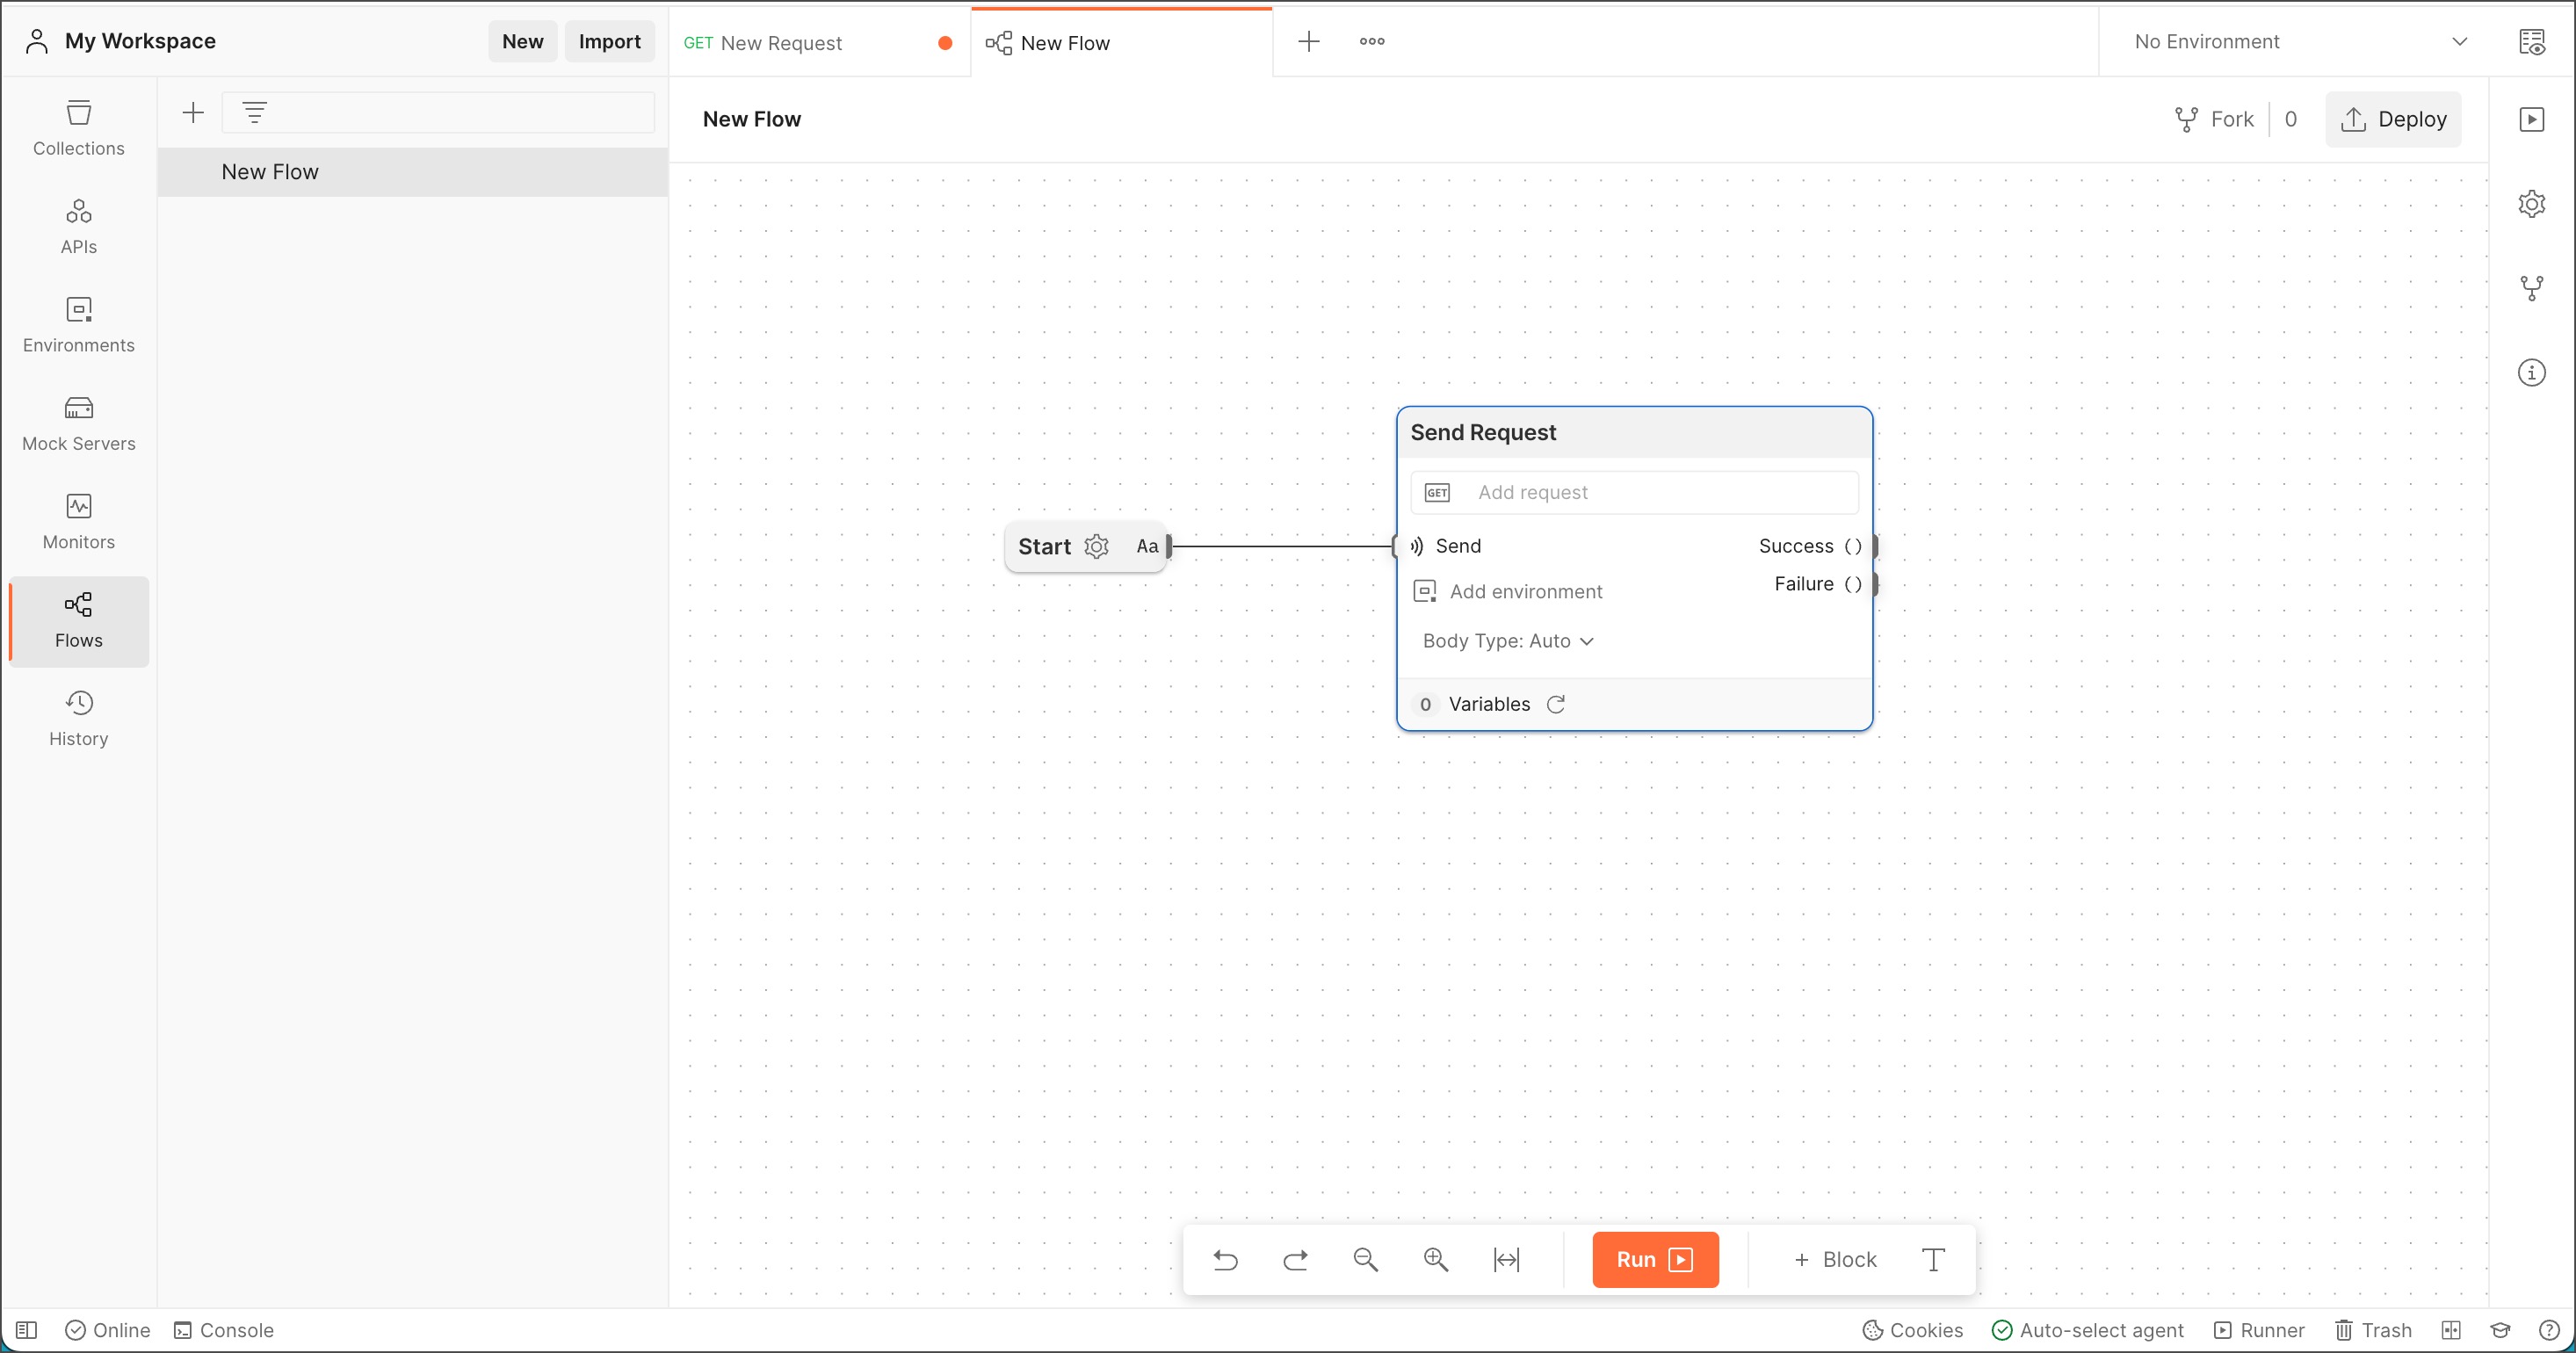 My Workspace
New
Import
GET New Request
New Flow
No Environment
Collections
APIs
Environments
Mock Servers
Monitors
Flows
History
New Flow
New Flow
Fork
0
Deploy
Start
Aa
Send Request
GET Add request
Send
Success ()
Failure ()
Add environment
Body Type: Auto
0 Variables
Run
+ Block
T
Online
Console
Cookies
Auto-select agent
Runner
Trash